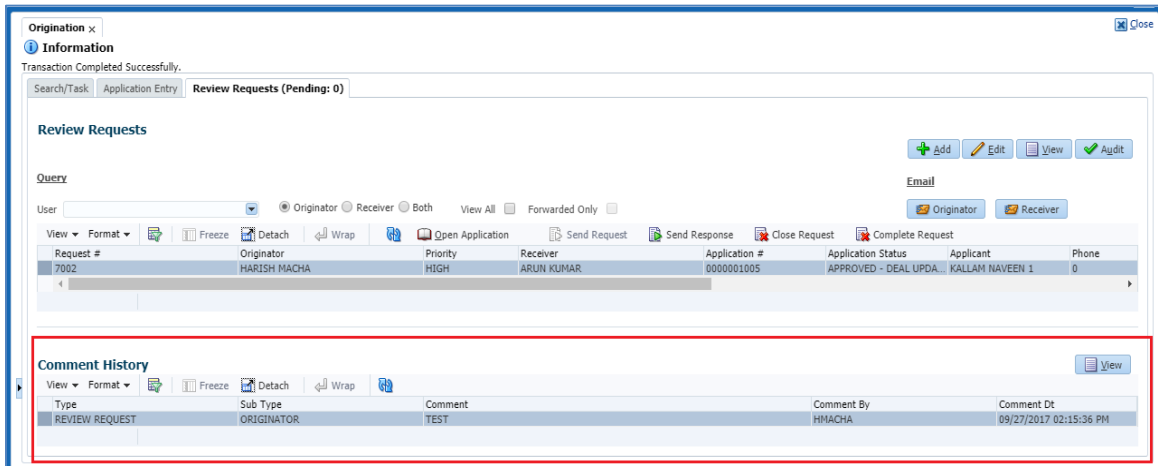 Origination × Close
Information
Transaction Completed Successfully.
Search/Task Application Entry Review Requests (Pending: 0)
Review Requests
Add Edit View Audit
Query Email
User Originator Receiver Both View All Forwarded Only Originator Receiver
View Format Freeze Detach Wrap Open Application Send Request Send Response Close Request Complete Request
Request # Originator Priority Receiver Application # Application Status Applicant Phone
7002 HARISH MACHA HIGH ARUN KUMAR 0000001005 APPROVED - DEAL UPDA... KALLAM NAVEEN 1 0
Comment History View
View Format Freeze Detach Wrap
Type Sub Type Comment Comment By Comment Dt
REVIEW REQUEST ORIGINATOR TEST HMACHA 09/27/2017 02:15:36 PM